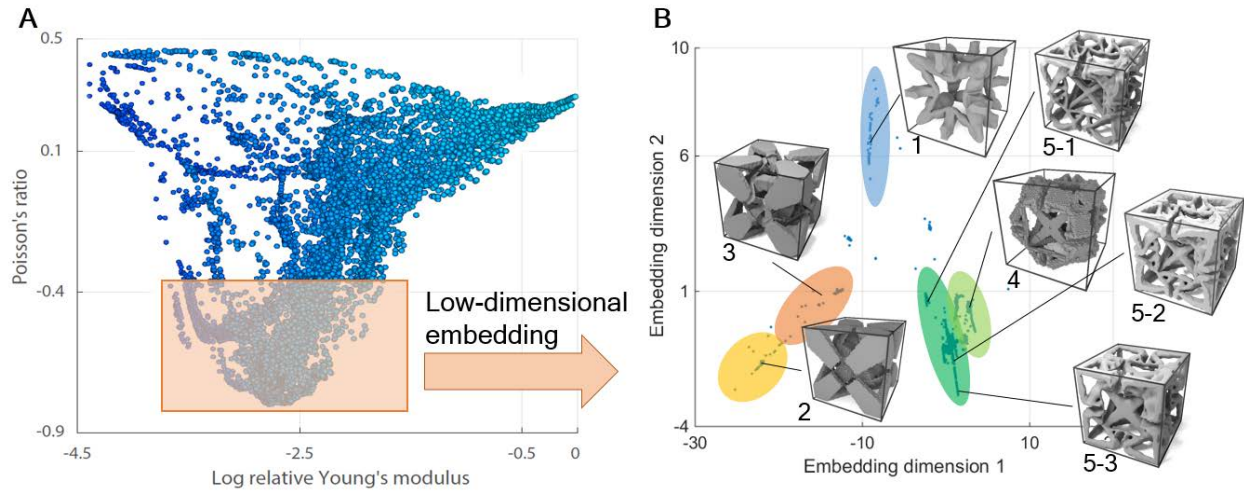 A
0.5
0.1
-0.4
-0.9
Poisson's ratio
-4.5
-2.5
-0.5
0
Log relative Young's modulus
Low-dimensional
embedding
B
10
6
1
-4
Embedding dimension 2
-30
-10
10
Embedding dimension 1
1
5-1
3
4
5-2
2
5-3